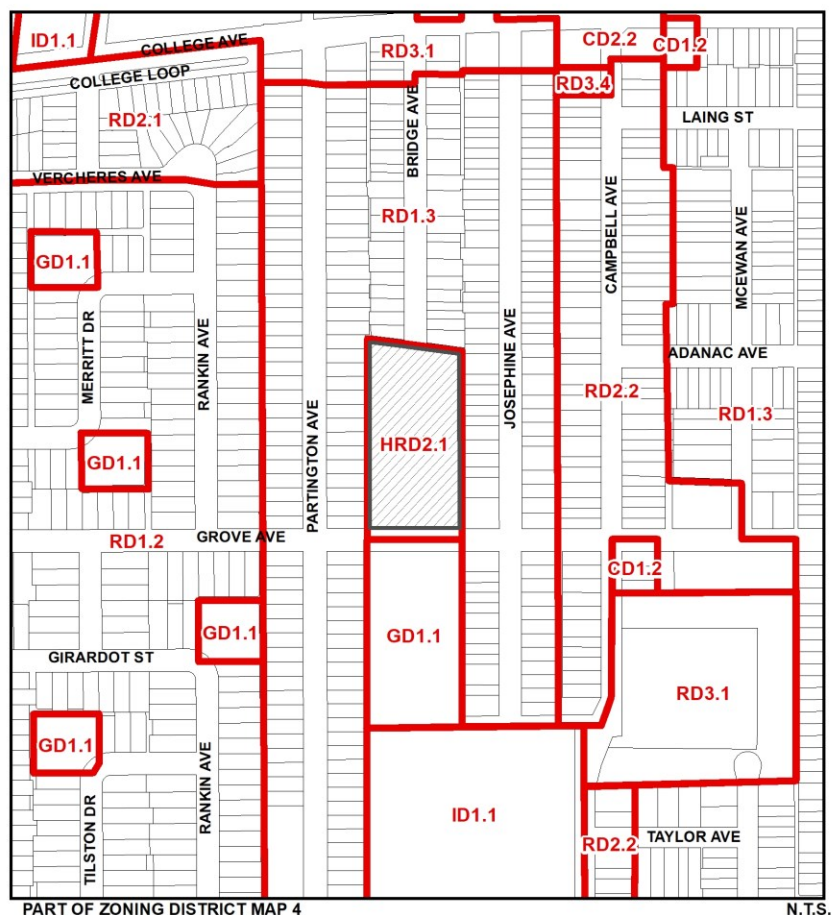 ID1.1
COLLEGE AVE
COLLEGE LOOP
RD3.1
CD2.2
CD1.2
RD3.4
RD2.1
BRIDGE AVE
LAING ST
VERCHERES AVE
RD1.3
CAMPBELL AVE
MCEWAN AVE
GD1.1
MERRITT DR
RANKIN AVE
JOSEPHINE AVE
ADANAC AVE
RD2.2
RD1.3
HRD2.1
GD1.1
PARTINGTON AVE
RD1.2
GROVE AVE
CD1.2
GD1.1
GD1.1
GIRARDOT ST
RD3.1
GD1.1
RANKIN AVE
TILSTON DR
ID1.1
RD2.2
TAYLOR AVE
PART OF ZONING DISTRICT MAP 4
N.T.S.